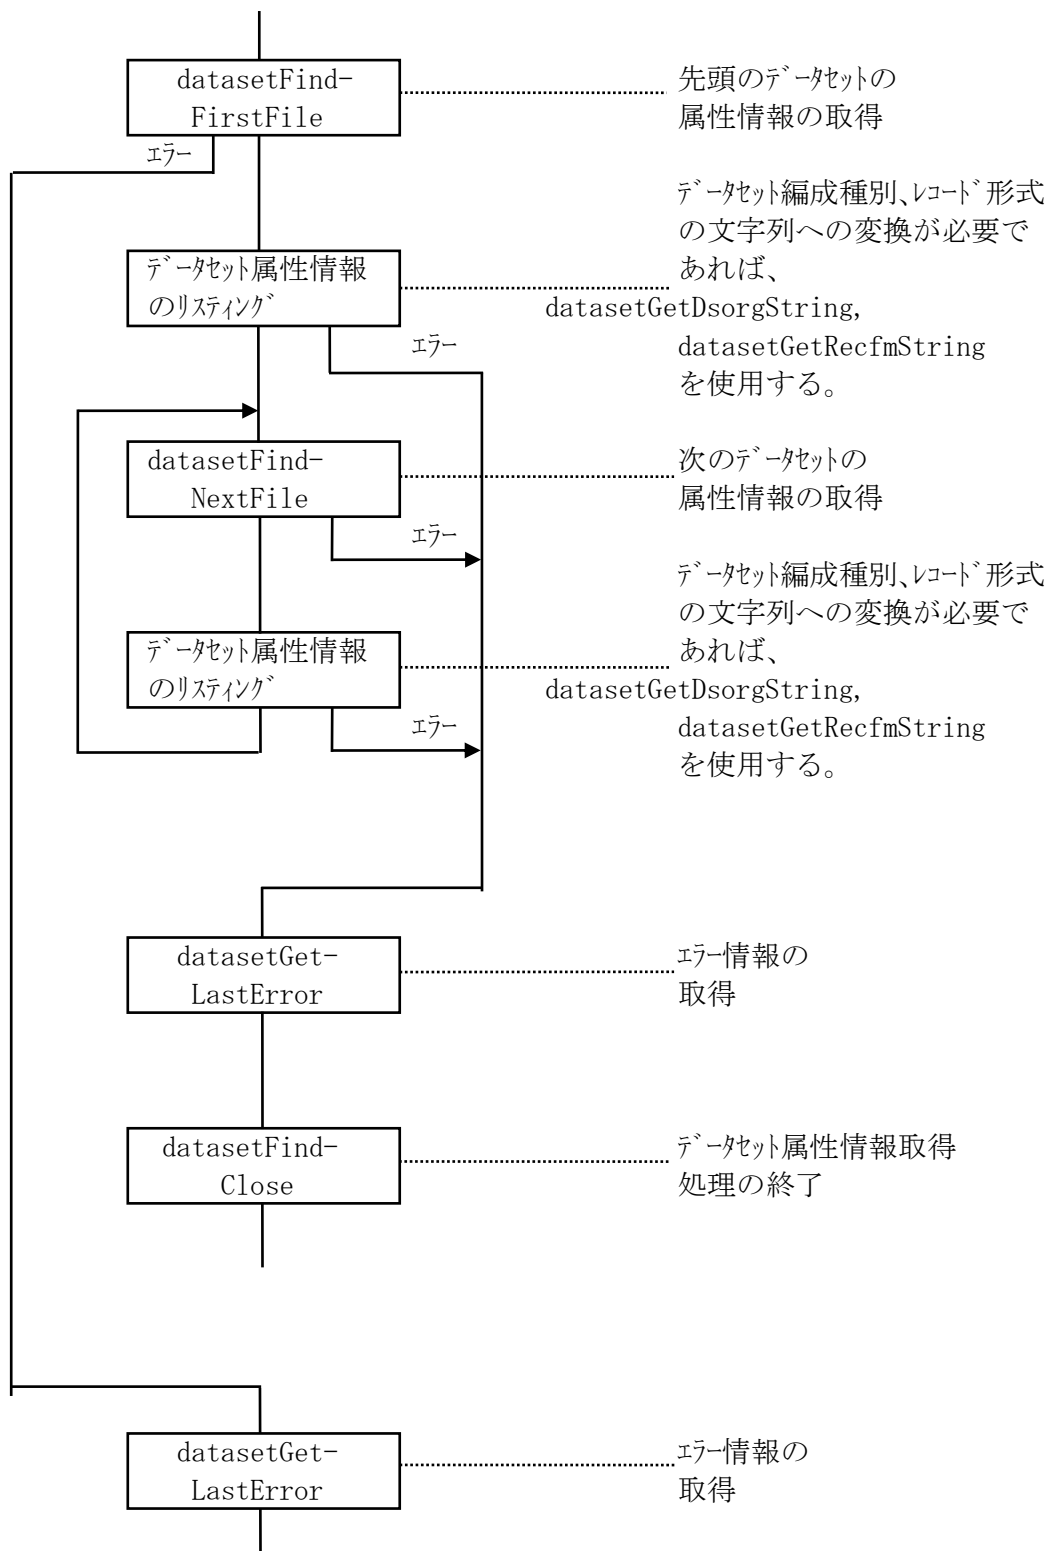 datasetFind-
FirstFile
先頭のﾃﾞｰﾀｾｯﾄの
属性情報の取得
ｴﾗｰ
ﾃﾞｰﾀｾｯﾄ属性情報
のﾘｽﾃｨﾝｸﾞ
ﾃﾞｰﾀｾｯﾄ編成種別、ﾚｺｰﾄﾞ形式
の文字列への変換が必要で
あれば、
datasetGetDsorgString,
datasetGetRecfmString
を使用する。
ｴﾗｰ
datasetFind-
NextFile
次のﾃﾞｰﾀｾｯﾄの
属性情報の取得
ｴﾗｰ
ﾃﾞｰﾀｾｯﾄ属性情報
のﾘｽﾃｨﾝｸﾞ
ﾃﾞｰﾀｾｯﾄ編成種別、ﾚｺｰﾄﾞ形式
の文字列への変換が必要で
あれば、
datasetGetDsorgString,
datasetGetRecfmString
を使用する。
ｴﾗｰ
datasetGet-
LastError
ｴﾗｰ情報の
取得
datasetFind-
Close
ﾃﾞｰﾀｾｯﾄ属性情報取得
処理の終了
datasetGet-
LastError
ｴﾗｰ情報の
取得